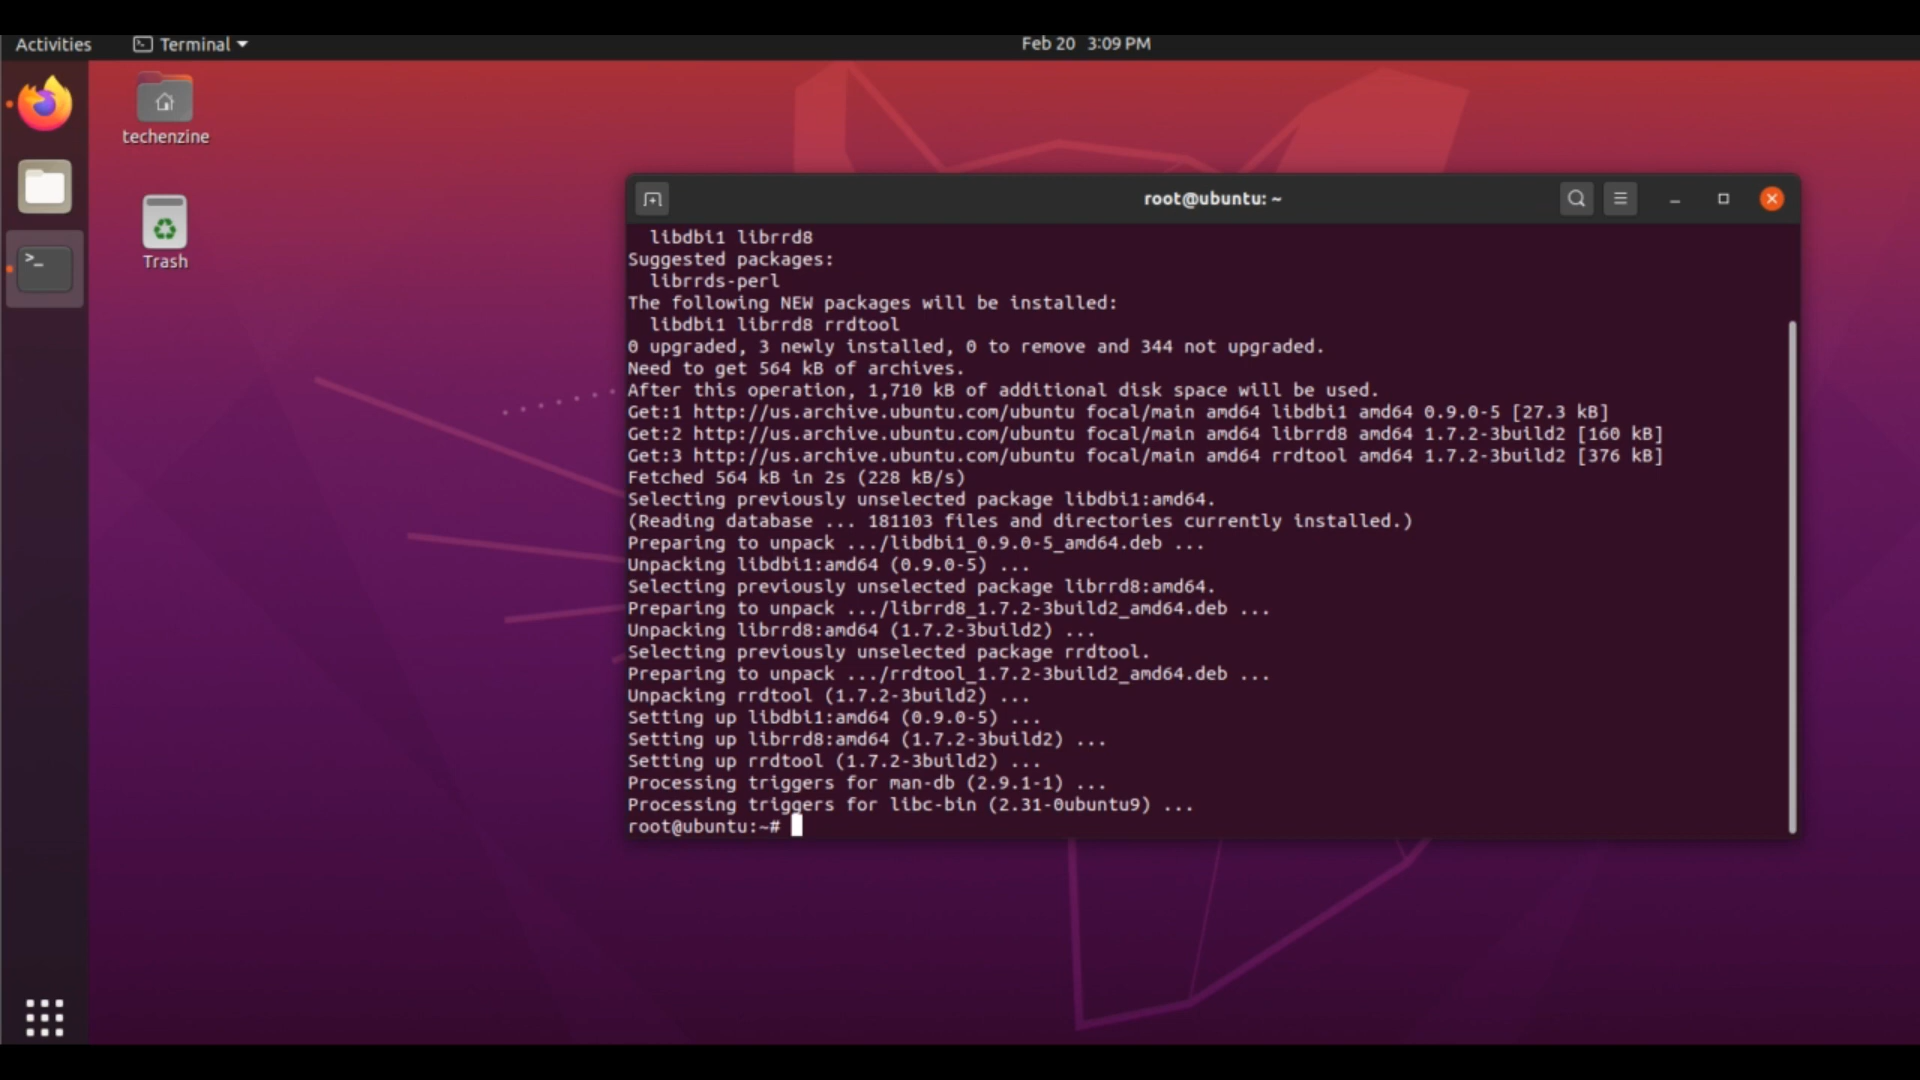 Activities
Terminal
Feb 20 3:09 PM
techenzine
Trash
root@ubuntu: ~
libdbi1 librrd8
Suggested packages:
librrds-perl
The following NEW packages will be installed:
libdbi1 librrd8 rrdtool
0 upgraded, 3 newly installed, 0 to remove and 344 not upgraded.
Need to get 564 kB of archives.
After this operation, 1,710 kB of additional disk space will be used.
Get:1 http://us.archive.ubuntu.com/ubuntu focal/main amd64 libdbi1 amd64 0.9.0-5 [27.3 kB]
Get:2 http://us.archive.ubuntu.com/ubuntu focal/main amd64 librrd8 amd64 1.7.2-3build2 [160 kB]
Get:3 http://us.archive.ubuntu.com/ubuntu focal/main amd64 rrdtool amd64 1.7.2-3build2 [376 kB]
Fetched 564 kB in 2s (228 kB/s)
Selecting previously unselected package libdbi1:amd64.
(Reading database ... 181103 files and directories currently installed.)
Preparing to unpack .../libdbi1_0.9.0-5_amd64.deb ...
Unpacking libdbi1:amd64 (0.9.0-5) ...
Selecting previously unselected package librrd8:amd64.
Preparing to unpack .../librrd8_1.7.2-3build2_amd64.deb ...
Unpacking librrd8:amd64 (1.7.2-3build2) ...
Selecting previously unselected package rrdtool.
Preparing to unpack .../rrdtool_1.7.2-3build2_amd64.deb ...
Unpacking rrdtool (1.7.2-3build2) ...
Setting up libdbi1:amd64 (0.9.0-5) ...
Setting up librrd8:amd64 (1.7.2-3build2) ...
Setting up rrdtool (1.7.2-3build2) ...
Processing triggers for man-db (2.9.1-1) ...
Processing triggers for libc-bin (2.31-0ubuntu9) ...
root@ubuntu:~#